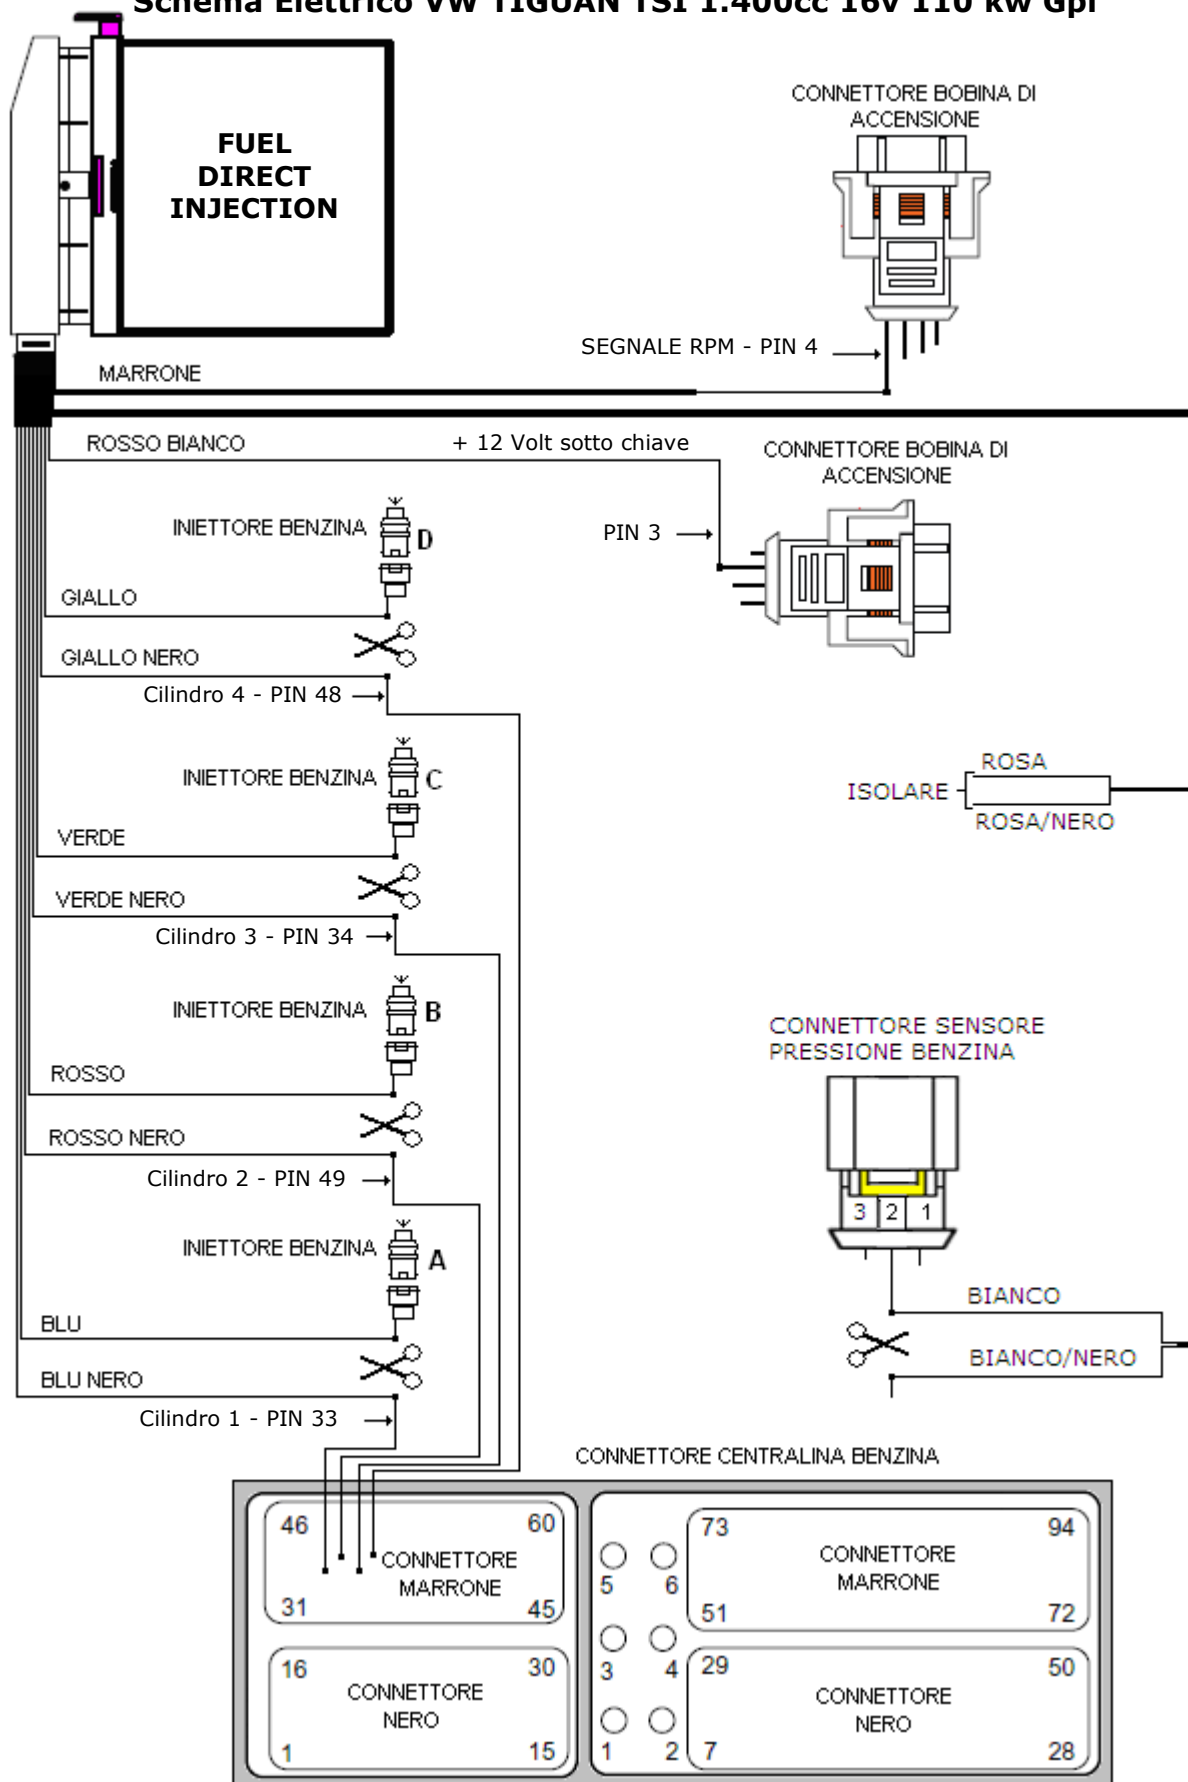 Schema Elettrico VW TIGUAN TSI 1.400cc 16v 110 kw Gpl
CONNETTORE BOBINA DI
ACCENSIONE
FUEL
DIRECT
INJECTION
SEGNALE RPM - PIN 4
MARRONE
ROSSO BIANCO
+ 12 Volt sotto chiave
CONNETTORE BOBINA DI
ACCENSIONE
INIETTORE BENZINA
D
PIN 3
GIALLO
GIALLO NERO
Cilindro 4 - PIN 48
INIETTORE BENZINA
C
ROSA
ISOLARE
ROSA/NERO
VERDE
VERDE NERO
Cilindro 3 - PIN 34
INIETTORE BENZINA
B
CONNETTORE SENSORE
PRESSIONE BENZINA
ROSSO
ROSSO NERO
Cilindro 2 - PIN 49
3 2 1
INIETTORE BENZINA
A
BIANCO
BLU
BIANCO/NERO
BLU NERO
Cilindro 1 - PIN 33
CONNETTORE CENTRALINA BENZINA
46 60
CONNETTORE
MARRONE
31 45
16 30
CONNETTORE
NERO
1 15
5 6
3 4
1 2
73 94
CONNETTORE
MARRONE
51 72
29 50
CONNETTORE
NERO
7 28